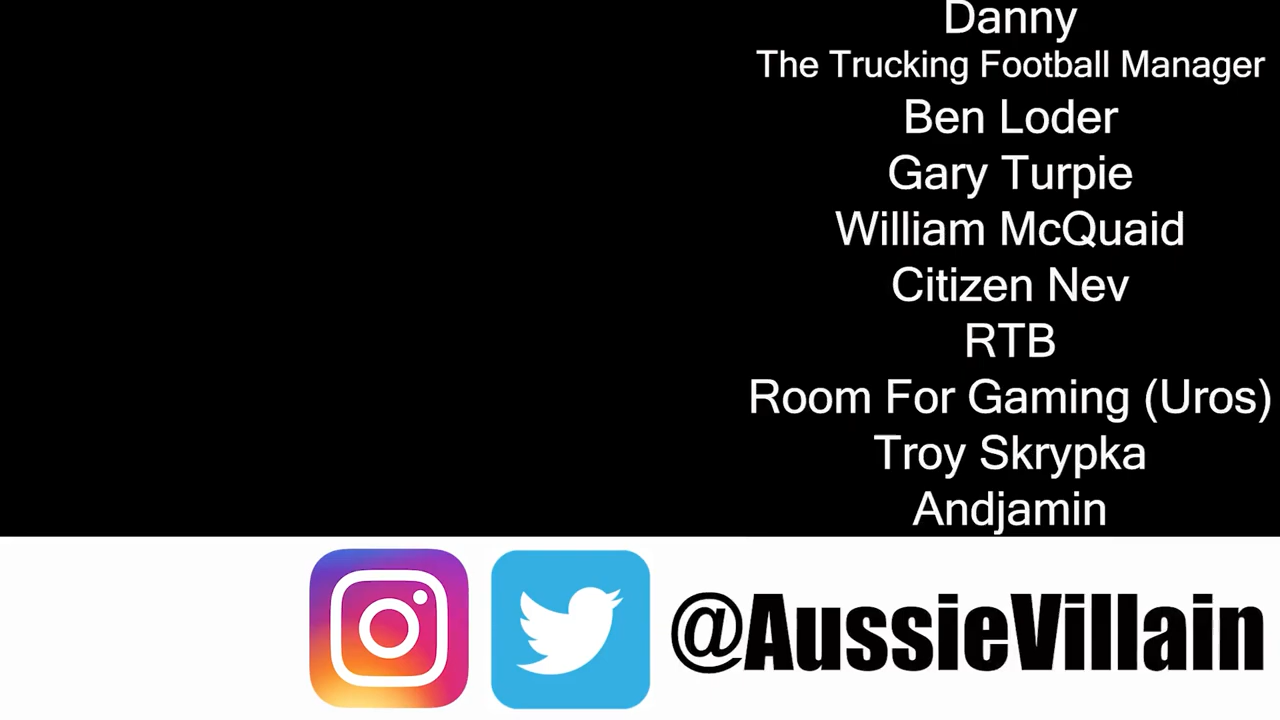 Danny
The Trucking Football Manager
Ben Loder
Gary Turpie
William McQuaid
Citizen Nev
RTB
Room For Gaming (Uros)
Troy Skrypka
Andjamin
@AussieVillain